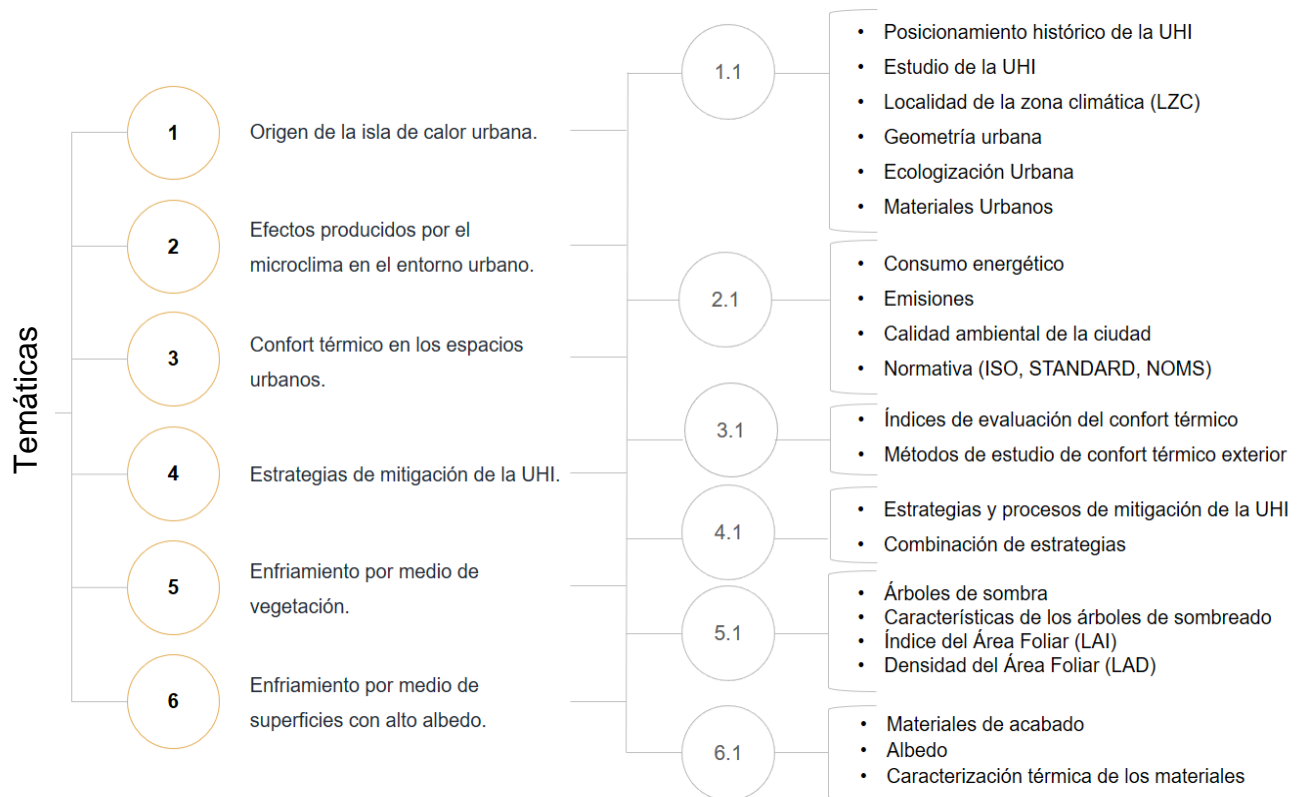 Temáticas
1
Origen de la isla de calor urbana.
2
Efectos producidos por el
microclima en el entorno urbano.
3
Confort térmico en los espacios
urbanos.
4
Estrategias de mitigación de la UHI.
5
Enfriamiento por medio de
vegetación.
6
Enfriamiento por medio de
superficies con alto albedo.
1.1
• Posicionamiento histórico de la UHI
• Estudio de la UHI
• Localidad de la zona climática (LZC)
• Geometría urbana
• Ecologización Urbana
• Materiales Urbanos
2.1
• Consumo energético
• Emisiones
• Calidad ambiental de la ciudad
• Normativa (ISO, STANDARD, NOMS)
3.1
• Índices de evaluación del confort térmico
• Métodos de estudio de confort térmico exterior
4.1
• Estrategias y procesos de mitigación de la UHI
• Combinación de estrategias
5.1
• Árboles de sombra
• Características de los árboles de sombreado
• Índice del Área Foliar (LAI)
• Densidad del Área Foliar (LAD)
6.1
• Materiales de acabado
• Albedo
• Caracterización térmica de los materiales